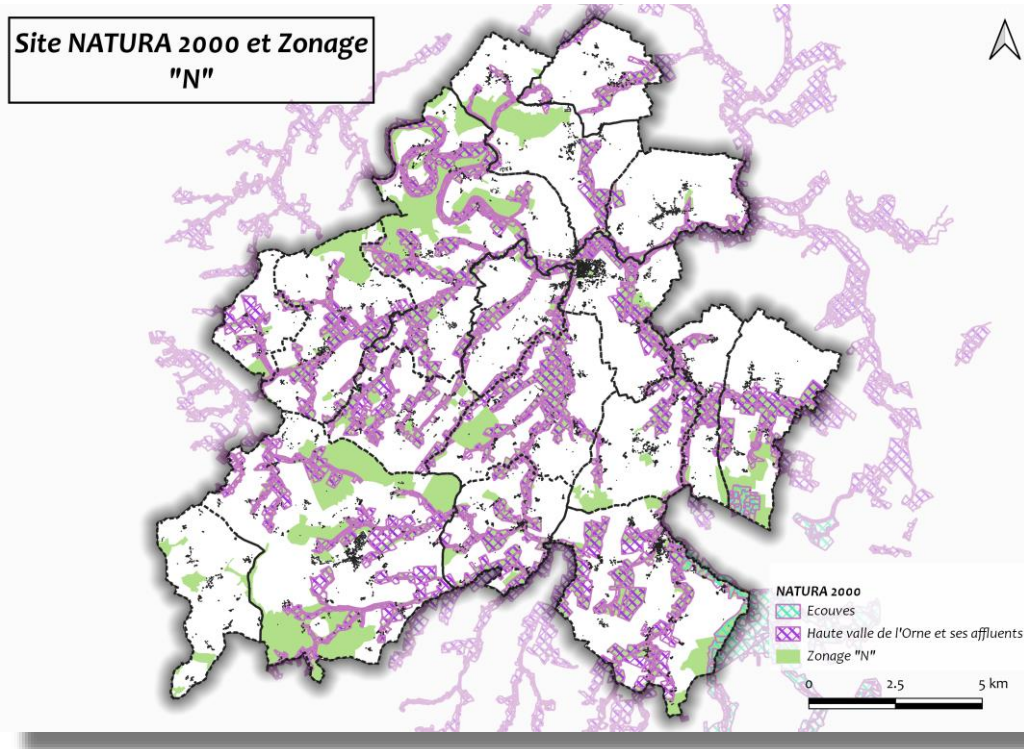 Site NATURA 2000 et Zonage
"N"
NATURA 2000
Ecouves
Haute valle de l'Orne et ses affluents
Zonage "N"
0 2.5 5 km